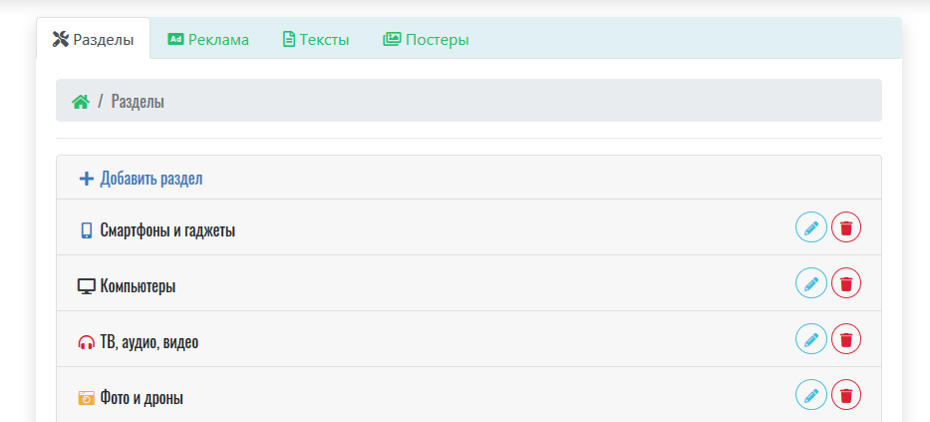 Разделы Ad Реклама Тексты Постеры
/ Разделы
Добавить раздел
Смартфоны и гаджеты
Компьютеры
ТВ, аудио, видео
Фото и дроны